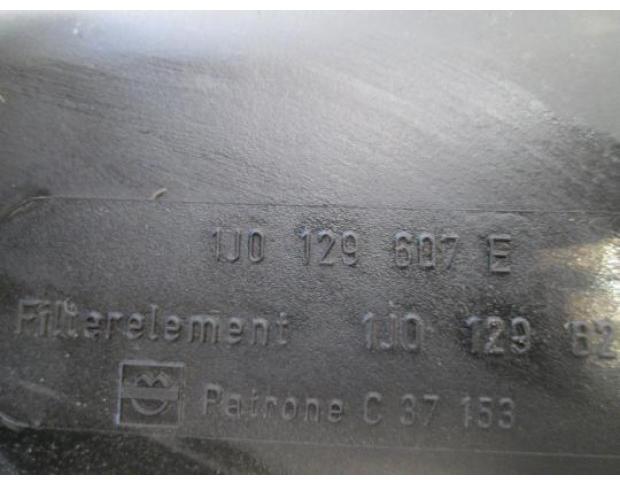 1J0 129 607 E
Filterelement 1J0 129 62
Patrone C 37 153